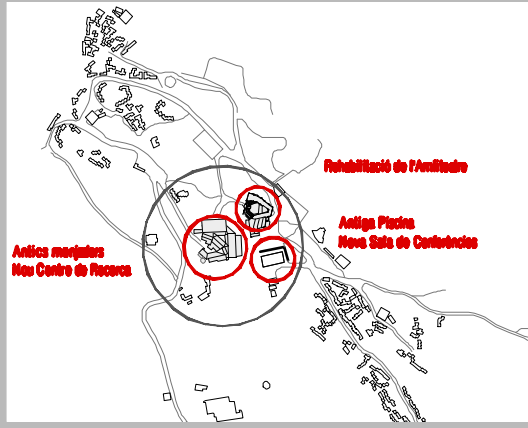 Rehabilitació de l'Amfiteatre
Antiga Piscina
Nova Sala de Conferències
Antics menjadors
Nou Centre de Recerca